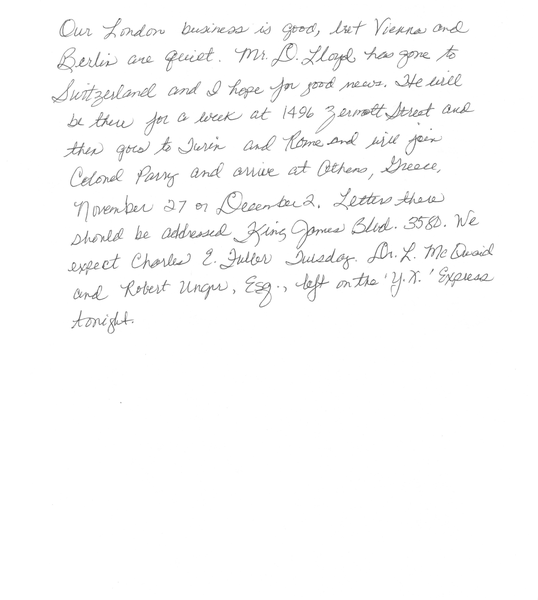 Our London business is good, but Vienna and
Berlin are quiet. Mr. D. Lloyd has gone to
Switzerland and I hope for good news. He will
be there for a week at 1496 Zermott Street and
then goes to Turin and Rome and will join
Colonel Parry and arrive at Athens, Greece,
November 27 or December 2. Letters there
should be addressed King James Blvd. 3580. We
expect Charles E. Fuller Tuesday. Dr. L. McQuaid
and Robert Unger, Esq., left on the 'Y.X.' Express
tonight.